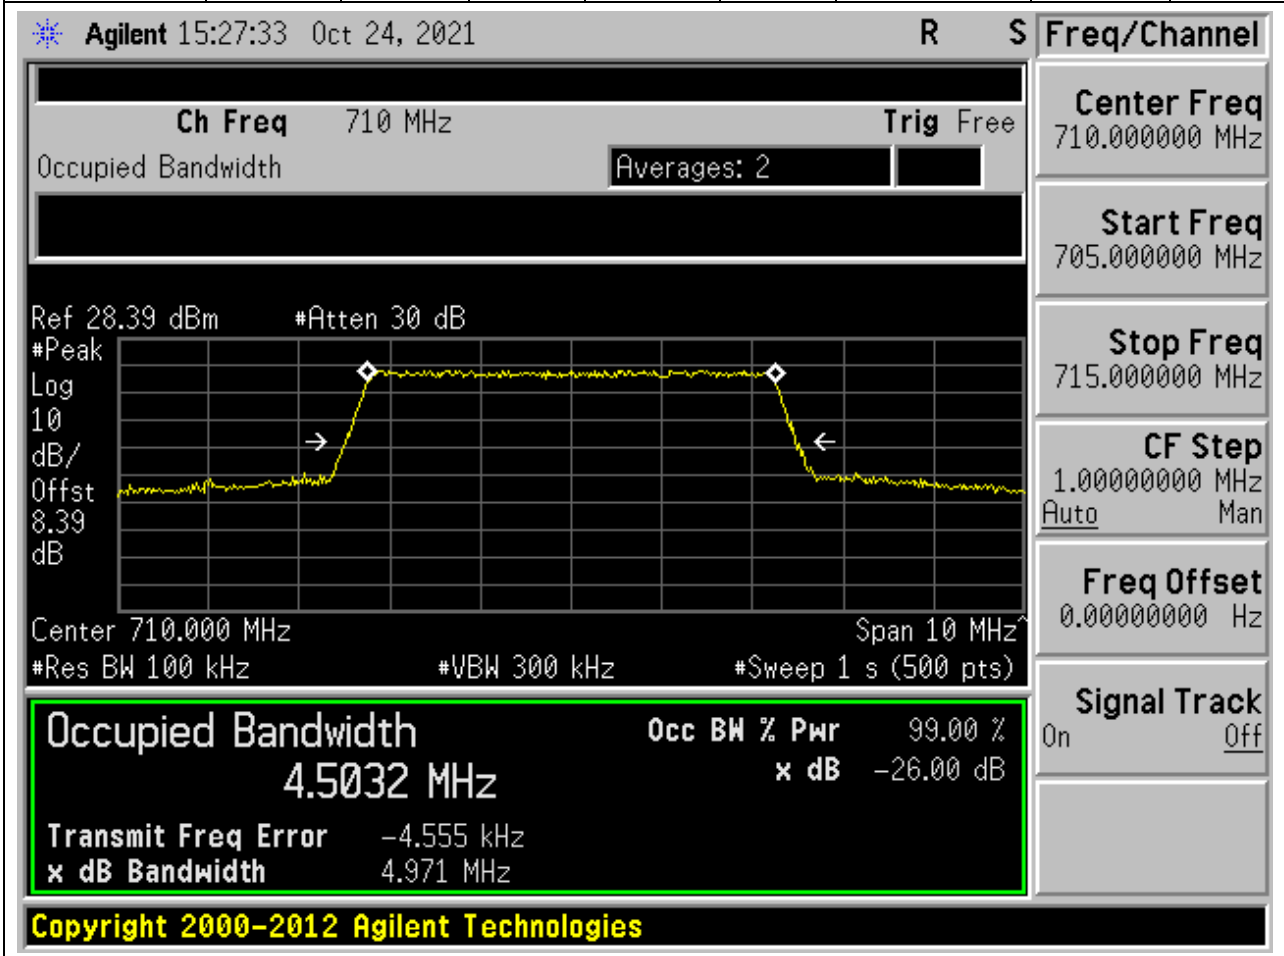 Agilent 15:27:33 Oct 24, 2021 R S
Freq/Channel
Ch Freq 710 MHz Trig Free
Occupied Bandwidth Averages: 2
Center Freq
710.000000 MHz
Start Freq
705.000000 MHz
Stop Freq
715.000000 MHz
CF Step
1.00000000 MHz
Auto Man
Freq Offset
0.00000000 Hz
Signal Track
On Off
Ref 28.39 dBm #Atten 30 dB
#Peak
Log
10
dB/
Offst
8.39
dB
Center 710.000 MHz Span 10 MHz^
#Res BW 100 kHz #VBW 300 kHz #Sweep 1 s (500 pts)
Occupied Bandwidth Occ BW % Pwr 99.00 %
4.5032 MHz x dB -26.00 dB
Transmit Freq Error -4.555 kHz
x dB Bandwidth 4.971 MHz
Copyright 2000-2012 Agilent Technologies